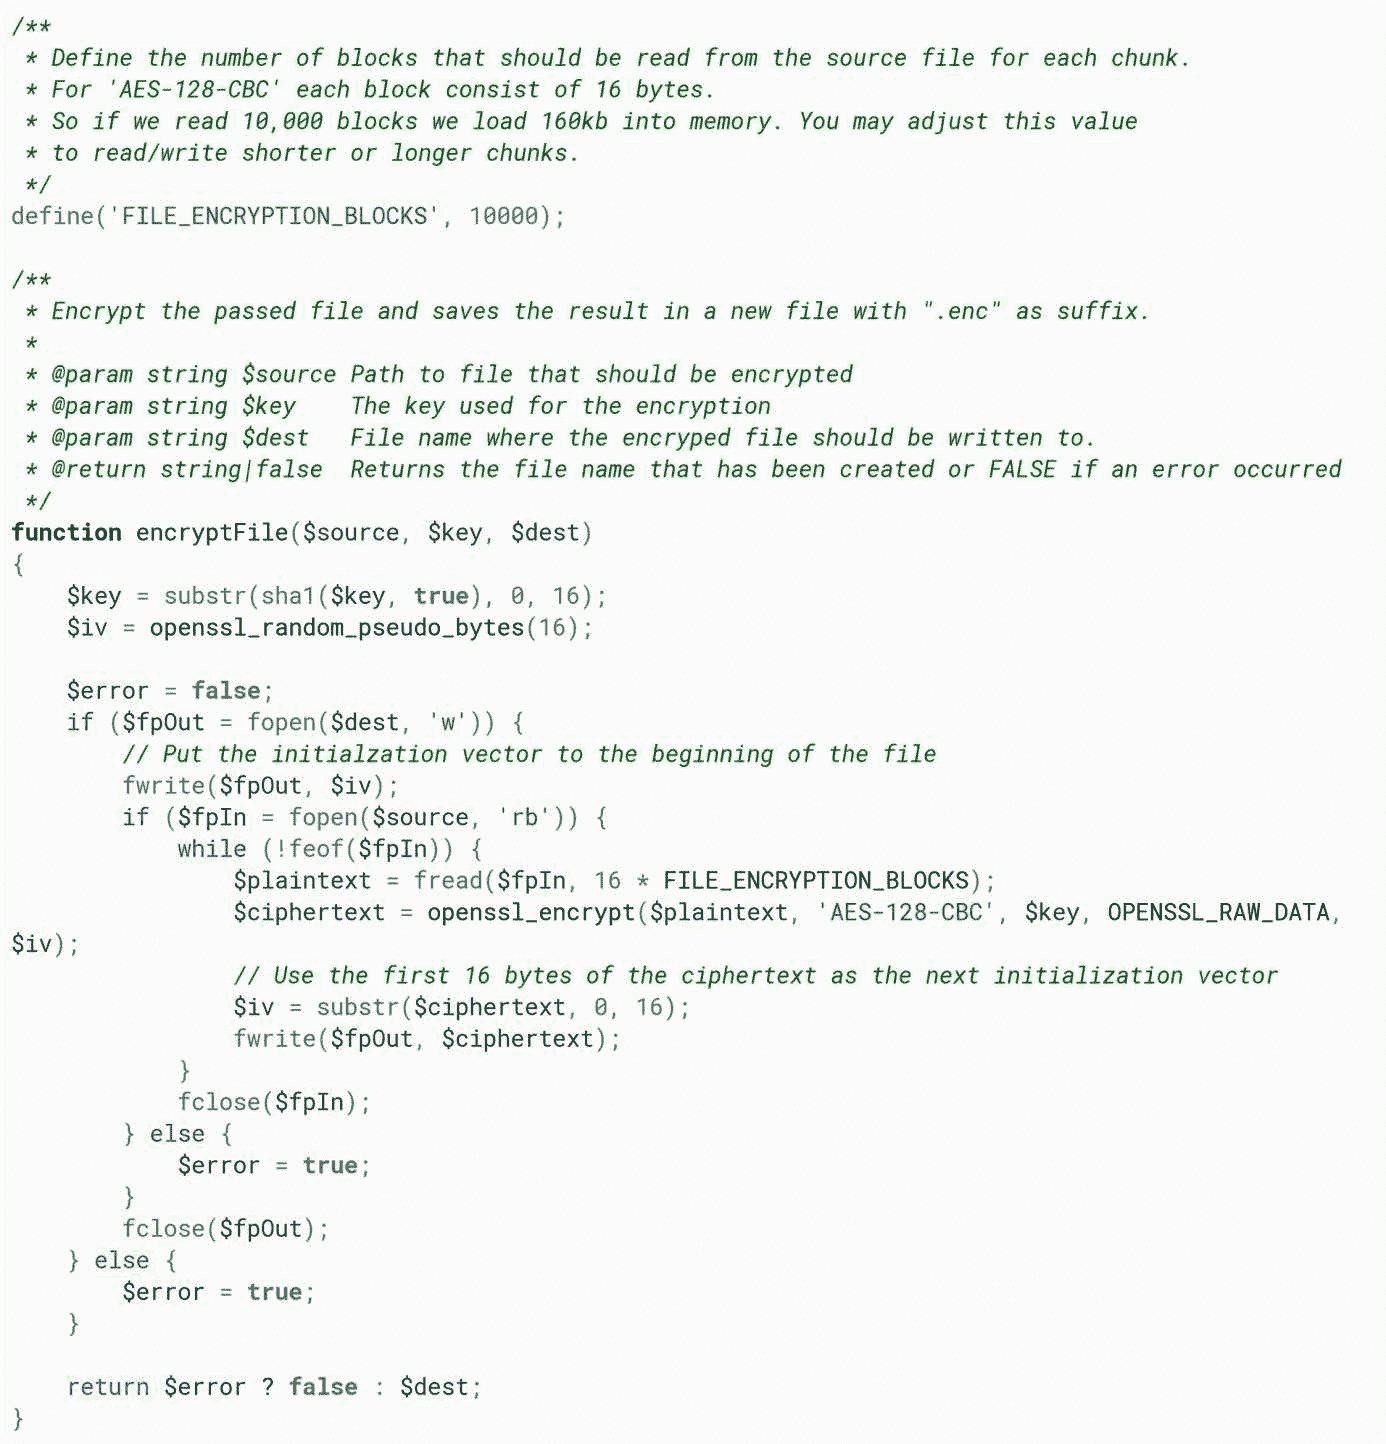 /**
 * Define the number of blocks that should be read from the source file for each chunk.
 * For 'AES-128-CBC' each block consist of 16 bytes.
 * So if we read 10,000 blocks we load 160kb into memory. You may adjust this value
 * to read/write shorter or longer chunks.
 */
define('FILE_ENCRYPTION_BLOCKS', 10000);

/**
 * Encrypt the passed file and saves the result in a new file with ".enc" as suffix.
 *
 * @param string $source Path to file that should be encrypted
 * @param string $key    The key used for the encryption
 * @param string $dest   File name where the encryped file should be written to.
 * @return string|false  Returns the file name that has been created or FALSE if an error occurred
 */
function encryptFile($source, $key, $dest)
{
    $key = substr(sha1($key, true), 0, 16);
    $iv = openssl_random_pseudo_bytes(16);

    $error = false;
    if ($fpOut = fopen($dest, 'w')) {
        // Put the initialzation vector to the beginning of the file
        fwrite($fpOut, $iv);
        if ($fpIn = fopen($source, 'rb')) {
            while (!feof($fpIn)) {
                $plaintext = fread($fpIn, 16 * FILE_ENCRYPTION_BLOCKS);
                $ciphertext = openssl_encrypt($plaintext, 'AES-128-CBC', $key, OPENSSL_RAW_DATA,
$iv);
                // Use the first 16 bytes of the ciphertext as the next initialization vector
                $iv = substr($ciphertext, 0, 16);
                fwrite($fpOut, $ciphertext);
            }
            fclose($fpIn);
        } else {
            $error = true;
        }
        fclose($fpOut);
    } else {
        $error = true;
    }

    return $error ? false : $dest;
}